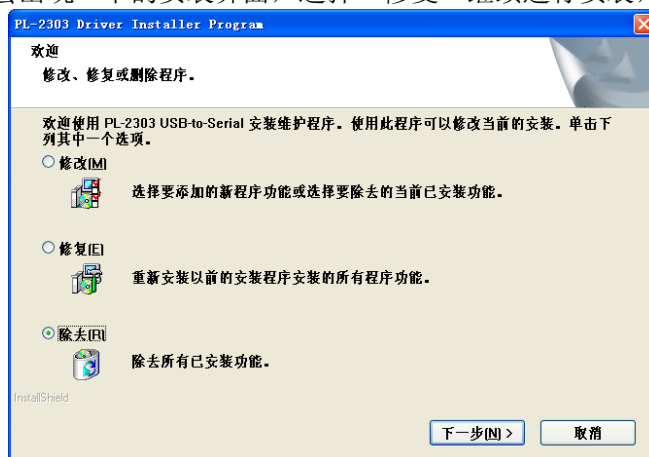 PL-2303 Driver Installer Program
欢迎
修改、修复或删除程序。
欢迎使用 PL-2303 USB-to-Serial 安装维护程序。使用此程序可以修改当前的安装。单击下
列其中一个选项。
修改(M)
选择要添加的新程序功能或选择要除去的当前已安装功能。
修复(E)
重新安装以前的安装程序安装的所有程序功能。
除去(R)
除去所有已安装功能。
InstallShield
下一步(N) > 取消